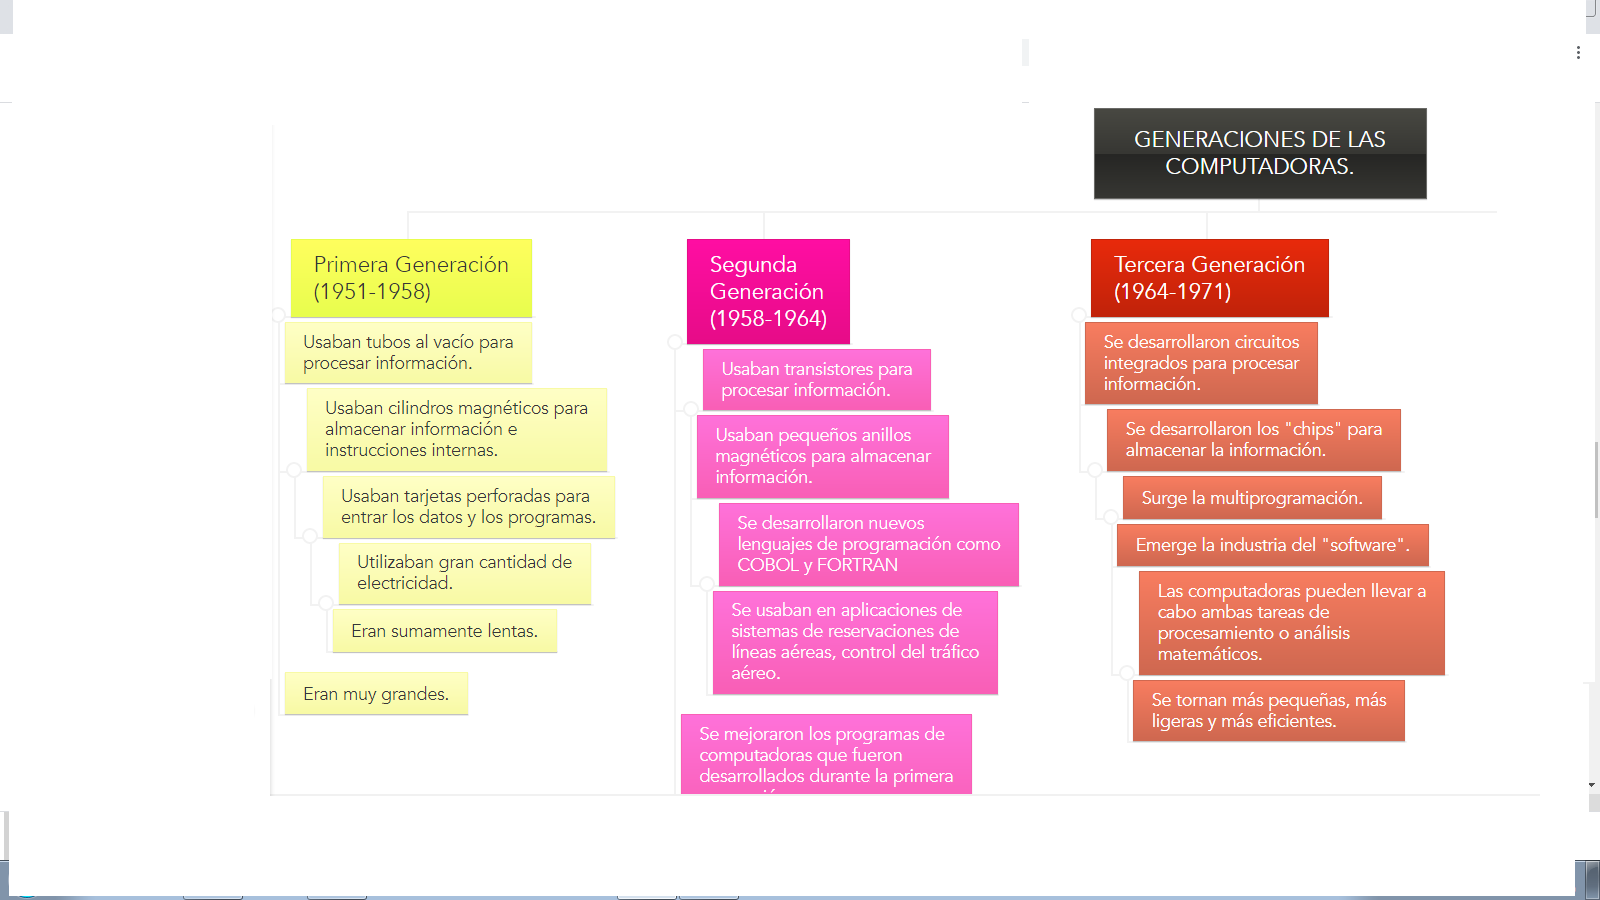 GENERACIONES DE LAS
COMPUTADORAS.
Primera Generación
(1951-1958)
Usaban tubos al vacío para
procesar información.
Usaban cilindros magnéticos para
almacenar información e
instrucciones internas.
Usaban tarjetas perforadas para
entrar los datos y los programas.
Utilizaban gran cantidad de
electricidad.
Eran sumamente lentas.
Eran muy grandes.
Segunda
Generación
(1958-1964)
Usaban transistores para
procesar información.
Usaban pequeños anillos
magnéticos para almacenar
información.
Se desarrollaron nuevos
lenguajes de programación como
COBOL y FORTRAN
Se usaban en aplicaciones de
sistemas de reservaciones de
líneas aéreas, control del tráfico
aéreo.
Se mejoraron los programas de
computadoras que fueron
desarrollados durante la primera
Tercera Generación
(1964-1971)
Se desarrollaron circuitos
integrados para procesar
información.
Se desarrollaron los "chips" para
almacenar la información.
Surge la multiprogramación.
Emerge la industria del "software".
Las computadoras pueden llevar a
cabo ambas tareas de
procesamiento o análisis
matemáticos.
Se tornan más pequeñas, más
ligeras y más eficientes.